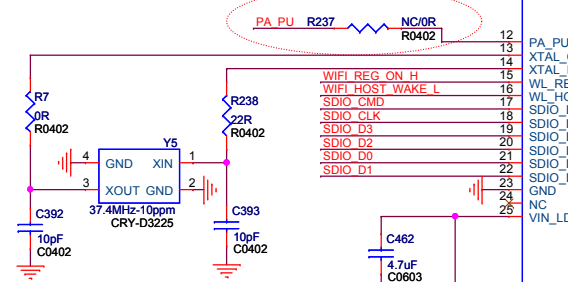 PA_PU R237 NC/0R
R0402
12 PA_PU
13 XTAL_
14 XTAL_
WIFI_REG_ON_H 15 WL_RE
WIFI_HOST_WAKE_L 16 WL_HO
SDIO_CMD 17 SDIO_
SDIO_CLK 18 SDIO_
SDIO_D3 19 SDIO_
SDIO_D2 20 SDIO_
SDIO_D0 21 SDIO_
SDIO_D1 22 SDIO_
23 GND
24 NC
25 VIN_LD
R7
0R
R0402
R238
22R
R0402
Y5
4 GND XIN 1
3 XOUT GND 2
37.4MHz-10ppm
CRY-D3225
C392
10pF
C0402
C393
10pF
C0402
C462
4.7uF
C0603